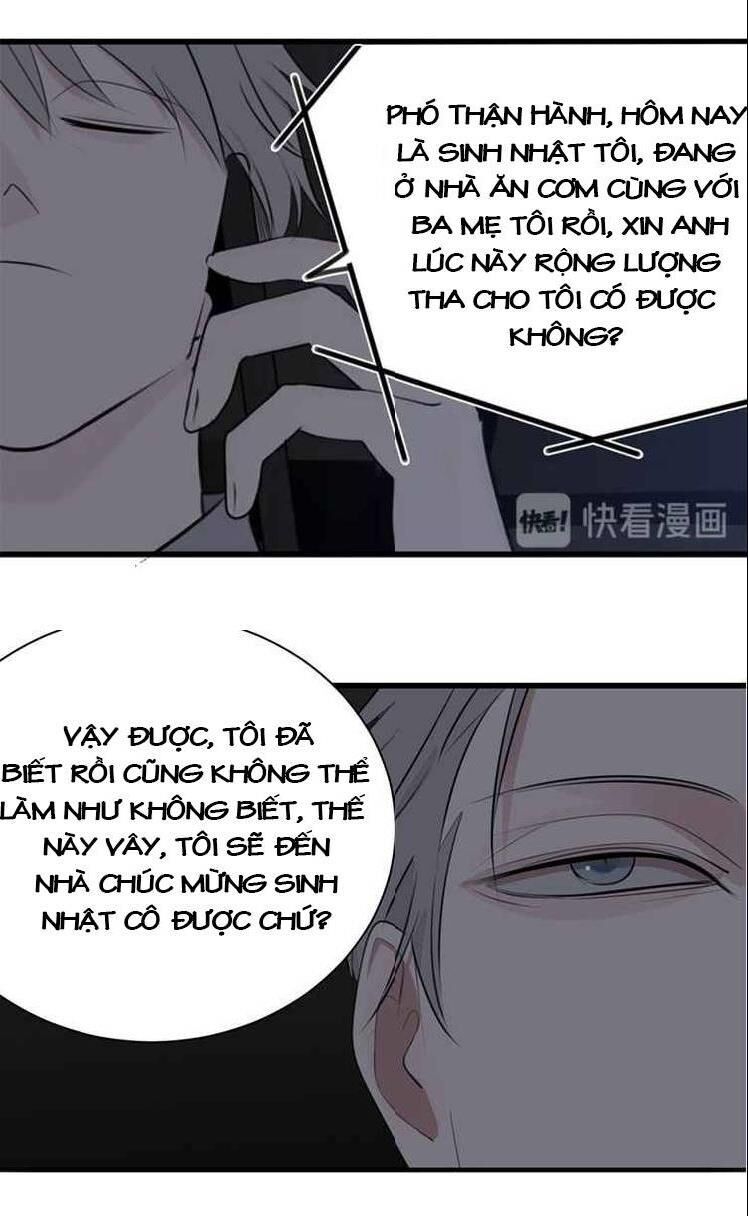 PHÓ THẬN HÀNH, HÔM NAY
LÀ SINH NHẬT TÔI, ĐANG
Ở NHÀ ĂN CƠM CÙNG VỚI
BA MẸ TÔI RỒI, XIN ANH
LÚC NÀY RỘNG LƯỢNG
THA CHO TÔI CÓ ĐƯỢC
KHÔNG?
快看! 快看漫画
VẬY ĐƯỢC, TÔI ĐÃ
BIẾT RỒI CŨNG KHÔNG THỂ
LÀM NHƯ KHÔNG BIẾT, THẾ
NÀY VÂY, TÔI SẼ ĐẾN
NHÀ CHÚC MỪNG SINH
NHẬT CÔ ĐƯỢC CHỨ?